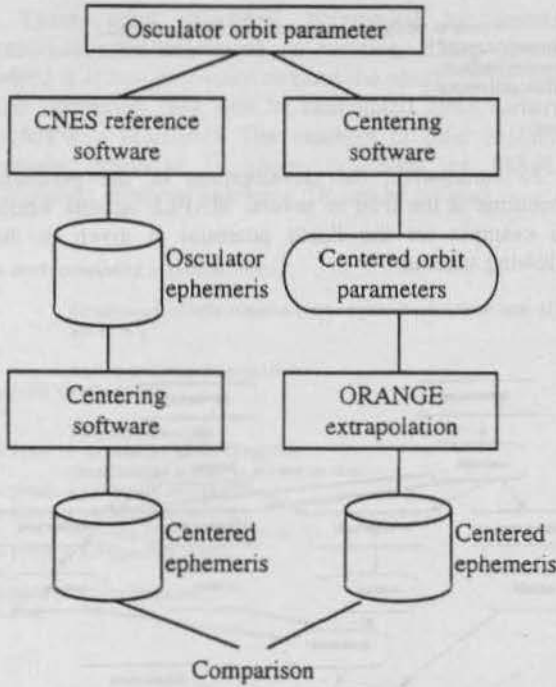 Osculator orbit parameter
CNES reference
software
Centering
software
Osculator
ephemeris
Centered orbit
parameters
Centering
software
ORANGE
extrapolation
Centered
ephemeris
Centered
ephemeris
Comparison